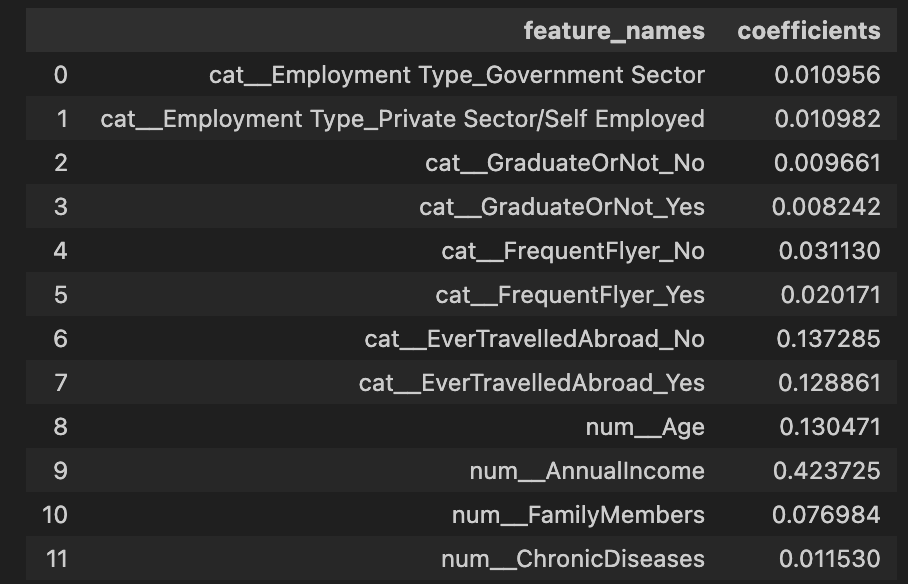 feature_names coefficients
0 cat__Employment Type_Government Sector 0.010956
1 cat__Employment Type_Private Sector/Self Employed 0.010982
2 cat__GraduateOrNot_No 0.009661
3 cat__GraduateOrNot_Yes 0.008242
4 cat__FrequentFlyer_No 0.031130
5 cat__FrequentFlyer_Yes 0.020171
6 cat__EverTravelledAbroad_No 0.137285
7 cat__EverTravelledAbroad_Yes 0.128861
8 num__Age 0.130471
9 num__AnnualIncome 0.423725
10 num__FamilyMembers 0.076984
11 num__ChronicDiseases 0.011530